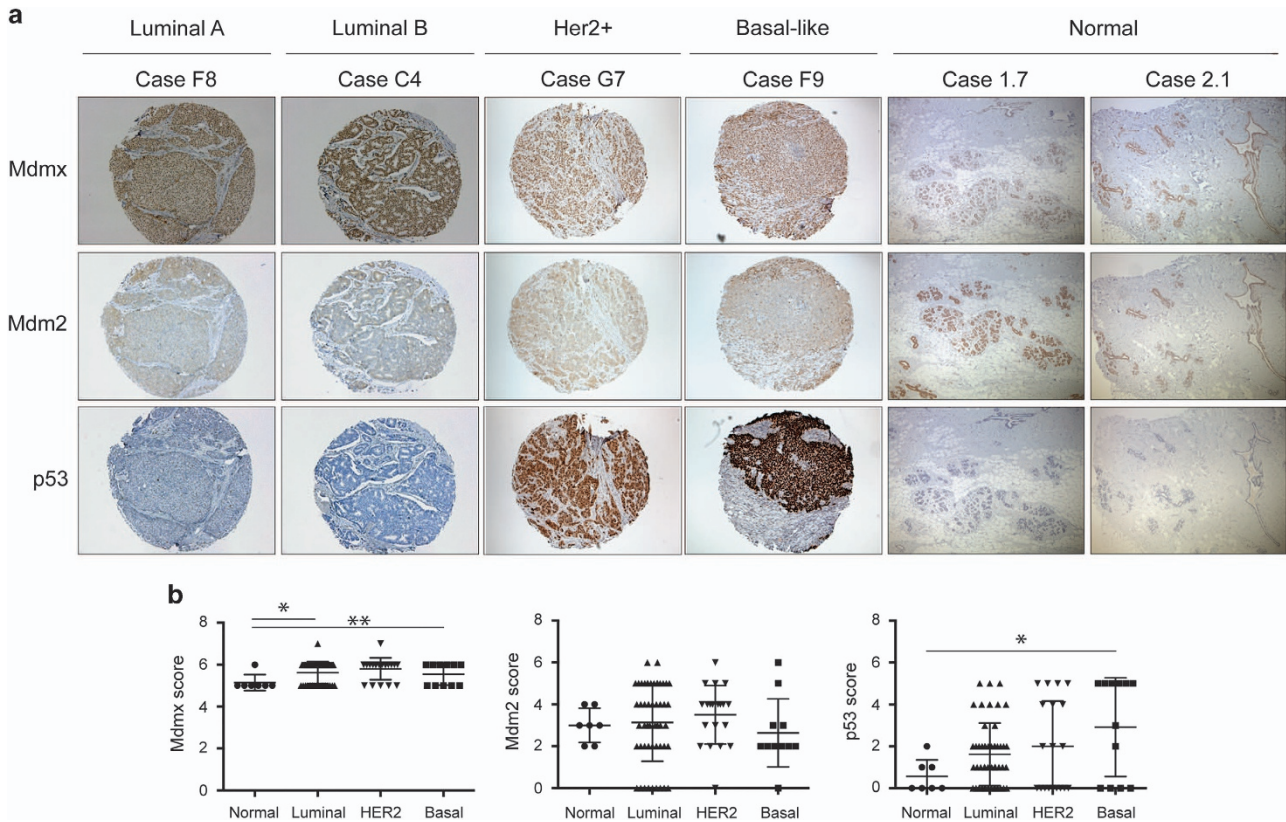 a
Luminal A Luminal B Her2+ Basal-like Normal
Case F8 Case C4 Case G7 Case F9 Case 1.7 Case 2.1
Mdmx
Mdm2
p53
b
Mdmx score
8
6
4
2
0
* 
**
Normal Luminal HER2 Basal
Mdm2 score
8
6
4
2
0
Normal Luminal HER2 Basal
p53 score
8
6
4
2
0
*
Normal Luminal HER2 Basal